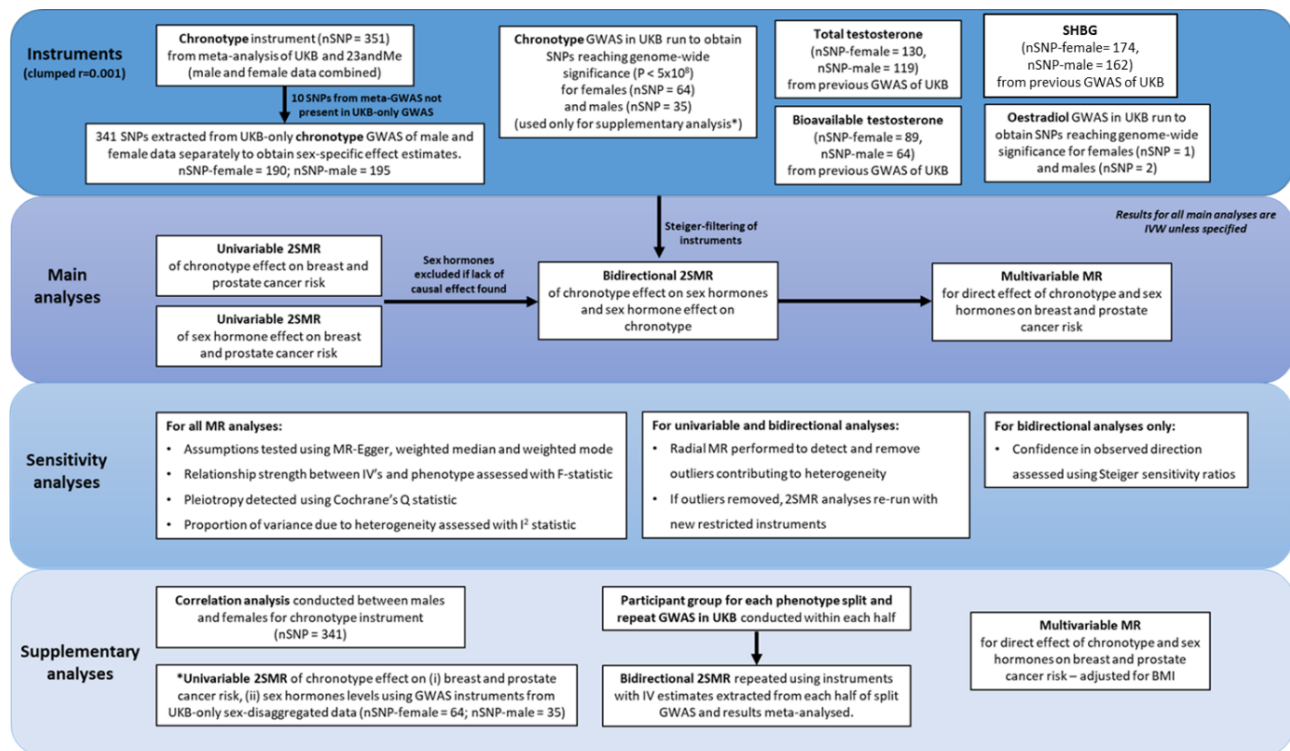 Instruments
(clumped r=0.001)
Chronotype instrument (nSNP = 351)
from meta-analysis of UKB and 23andMe
(male and female data combined)
10 SNPs from meta-GWAS not
present in UKB-only GWAS
341 SNPs extracted from UKB-only chronotype GWAS of male and
female data separately to obtain sex-specific effect estimates.
nSNP-female = 190; nSNP-male = 195
Chronotype GWAS in UKB run to obtain
SNPs reaching genome-wide
significance (P < 5x10⁸)
for females (nSNP = 64)
and males (nSNP = 35)
(used only for supplementary analysis*)
Total testosterone
(nSNP-female = 130,
nSNP-male = 119)
from previous GWAS of UKB
Bioavailable testosterone
(nSNP-female = 89,
nSNP-male = 64)
from previous GWAS of UKB
SHBG
(nSNP-female= 174,
nSNP-male = 162)
from previous GWAS of UKB
Oestradiol GWAS in UKB run to
obtain SNPs reaching genome-wide
significance for females (nSNP = 1)
and males (nSNP = 2)
Main
analyses
Univariable 2SMR
of chronotype effect on breast and
prostate cancer risk
Univariable 2SMR
of sex hormone effect on breast
and prostate cancer risk
Sex hormones
excluded if lack of
causal effect found
Steiger-filtering of
instruments
Bidirectional 2SMR
of chronotype effect on sex hormones
and sex hormone effect on
chronotype
Results for all main analyses are
IVW unless specified
Multivariable MR
for direct effect of chronotype and sex
hormones on breast and prostate
cancer risk
Sensitivity
analyses
For all MR analyses:
• Assumptions tested using MR-Egger, weighted median and weighted mode
• Relationship strength between IV's and phenotype assessed with F-statistic
• Pleiotropy detected using Cochrane's Q statistic
• Proportion of variance due to heterogeneity assessed with I² statistic
For univariable and bidirectional analyses:
• Radial MR performed to detect and remove
outliers contributing to heterogeneity
• If outliers removed, 2SMR analyses re-run with
new restricted instruments
For bidirectional analyses only:
• Confidence in observed direction
assessed using Steiger sensitivity ratios
Supplementary
analyses
Correlation analysis conducted between males
and females for chronotype instrument
(nSNP = 341)
*Univariable 2SMR of chronotype effect on (i) breast and prostate
cancer risk, (ii) sex hormones levels using GWAS instruments from
UKB-only sex-disaggregated data (nSNP-female = 64; nSNP-male = 35)
Participant group for each phenotype split and
repeat GWAS in UKB conducted within each half
Bidirectional 2SMR repeated using instruments
with IV estimates extracted from each half of split
GWAS and results meta-analysed.
Multivariable MR
for direct effect of chronotype and sex
hormones on breast and prostate
cancer risk – adjusted for BMI